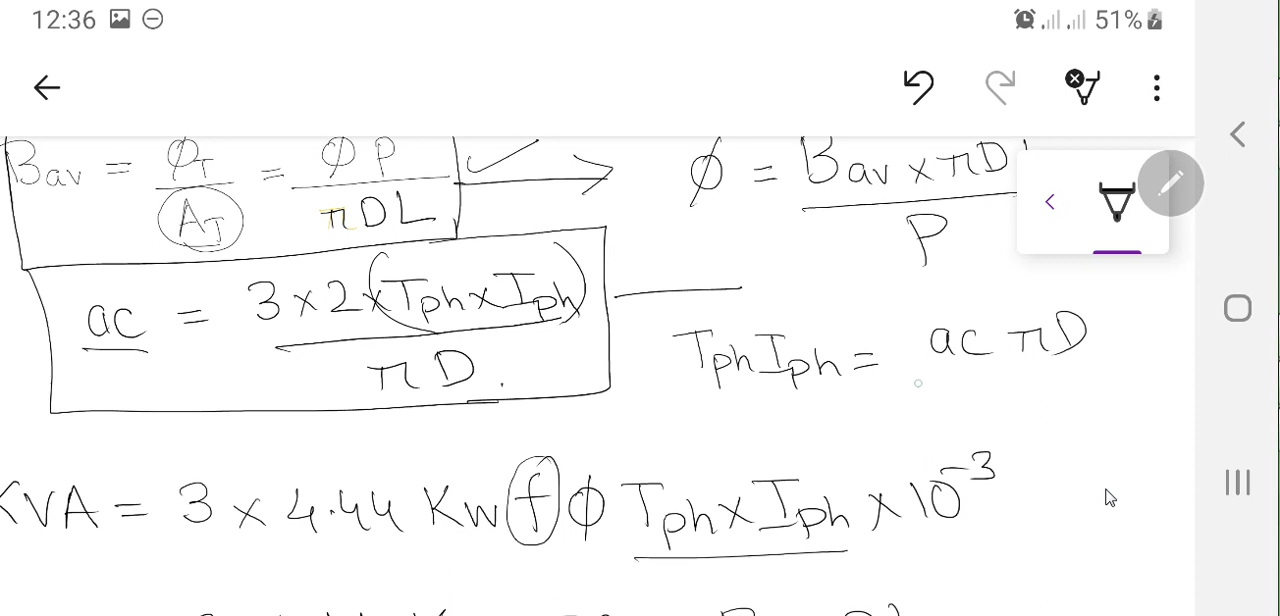 12:36 51%
Bav = ϕT / AT = ϕ P / πDL ϕ = Bav × πD / P
ac = 3 × 2 × (Tph × Iph) / πD.
Tph Iph = ac πD
KVA = 3 × 4.44 Kw f ϕ Tph × Iph × 10^-3